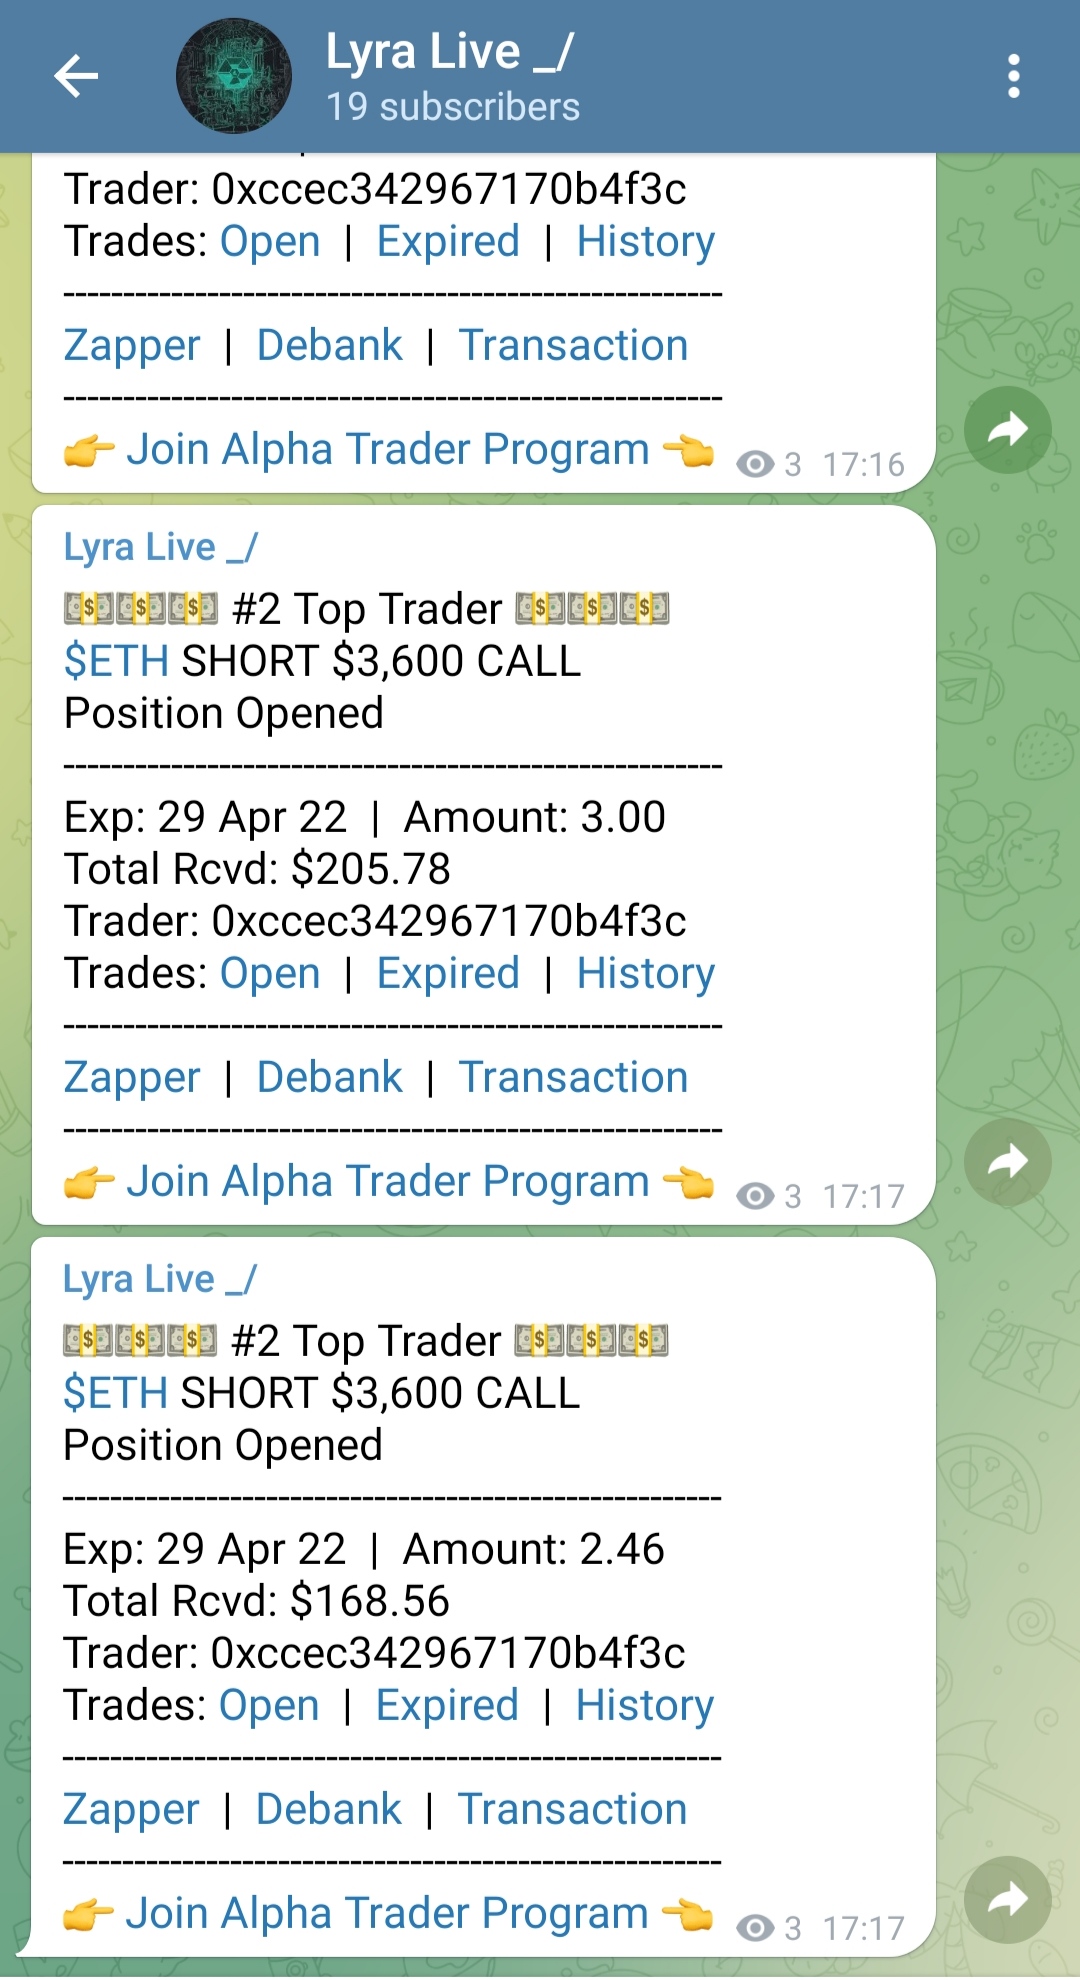 Lyra Live _/
19 subscribers
Trader: 0xccec342967170b4f3c
Trades: Open | Expired | History
-------------------------------------------------------
Zapper | Debank | Transaction
-------------------------------------------------------
👉 Join Alpha Trader Program 👈 3 17:16
Lyra Live _/
💵💵💵 #2 Top Trader 💵💵💵
$ETH SHORT $3,600 CALL
Position Opened
-------------------------------------------------------
Exp: 29 Apr 22 | Amount: 3.00
Total Rcvd: $205.78
Trader: 0xccec342967170b4f3c
Trades: Open | Expired | History
-------------------------------------------------------
Zapper | Debank | Transaction
-------------------------------------------------------
👉 Join Alpha Trader Program 👈 3 17:17
Lyra Live _/
💵💵💵 #2 Top Trader 💵💵💵
$ETH SHORT $3,600 CALL
Position Opened
-------------------------------------------------------
Exp: 29 Apr 22 | Amount: 2.46
Total Rcvd: $168.56
Trader: 0xccec342967170b4f3c
Trades: Open | Expired | History
-------------------------------------------------------
Zapper | Debank | Transaction
-------------------------------------------------------
👉 Join Alpha Trader Program 👈 3 17:17